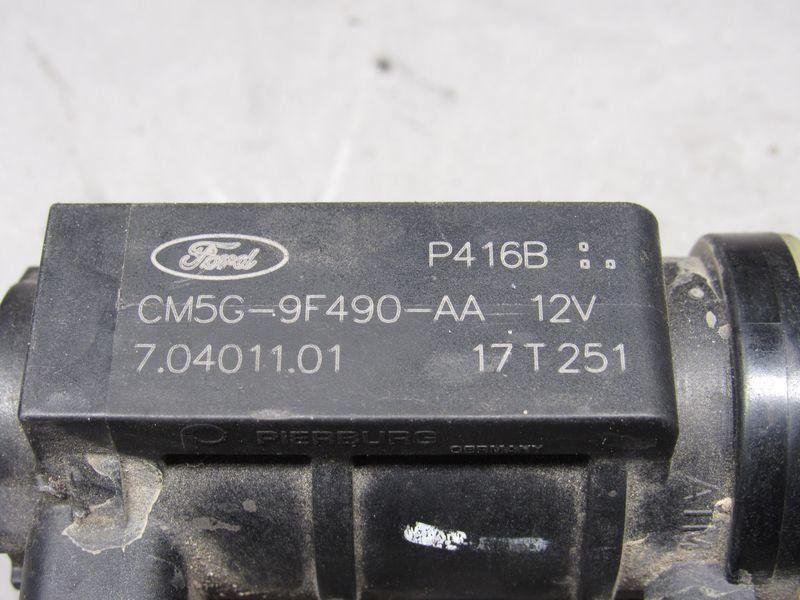 Ford P416B
CM5G-9F490-AA 12V
7.04011.01 17 T 251
PIERBURG GERMANY